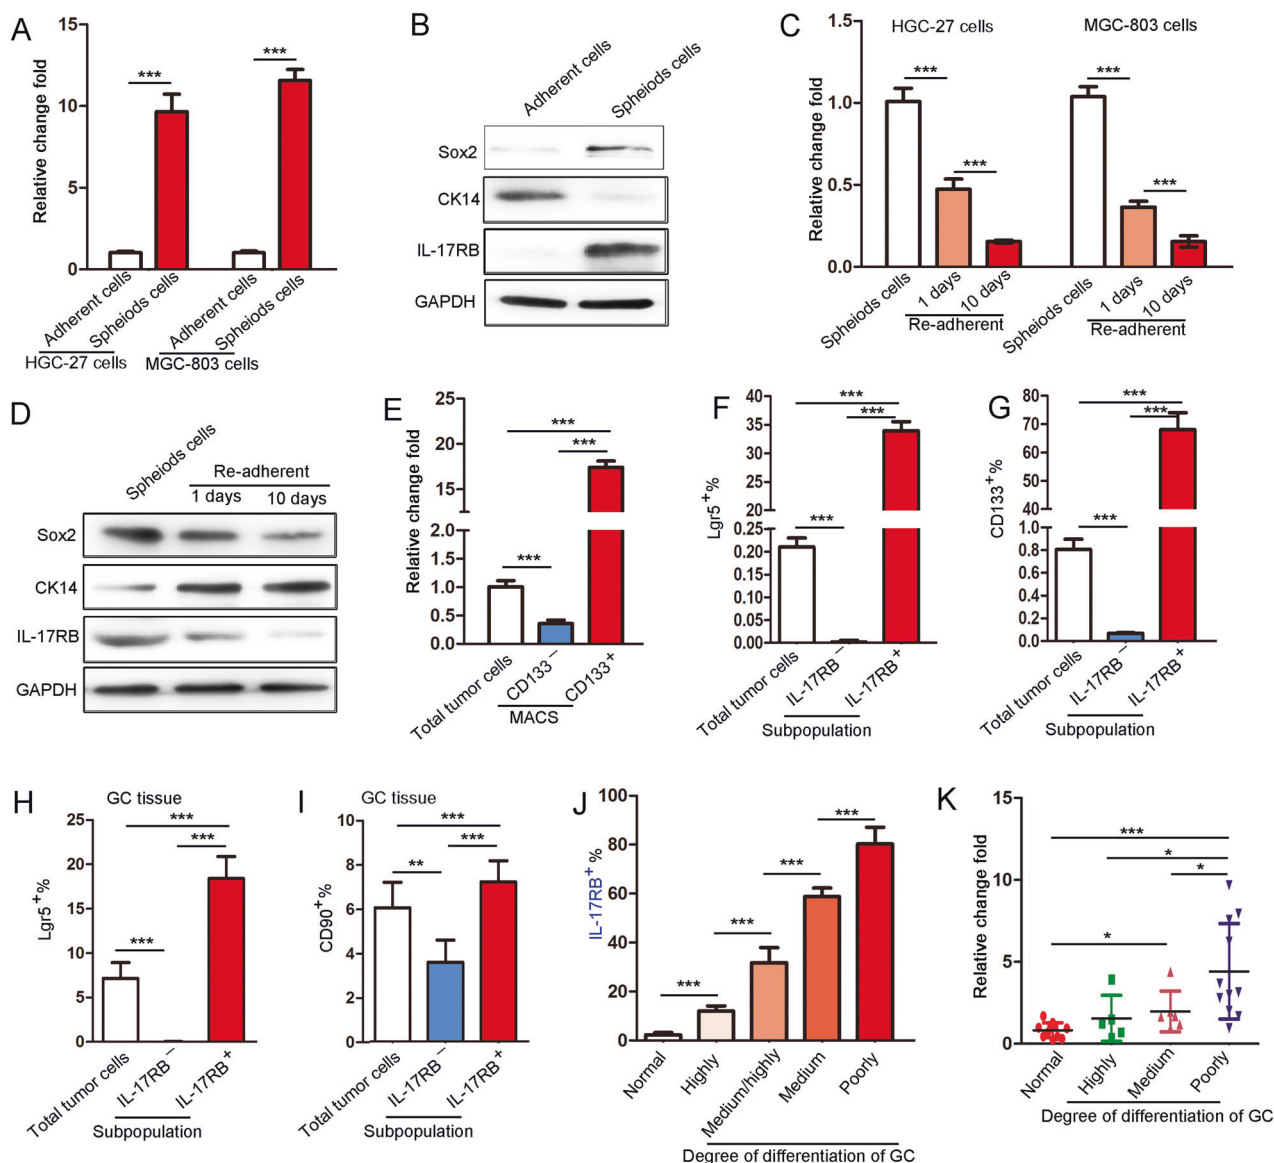 A
Relative change fold
15
10
5
0
***
***
Adherent cells
Spheiods cells
Adherent cells
Spheiods cells
HGC-27 cells
MGC-803 cells
B
Adherent cells
Spheiods cells
Sox2
CK14
IL-17RB
GAPDH
C
Relative change fold
1.5
1.0
0.5
0.0
HGC-27 cells
MGC-803 cells
***
***
***
***
Spheiods cells
1 days
10 days
Re-adherent
Spheiods cells
1 days
10 days
Re-adherent
D
Spheiods cells
Re-adherent
1 days
10 days
Sox2
CK14
IL-17RB
GAPDH
E
Relative change fold
25
20
15
1.0
2.0
1.5
1.0
0.5
0.0
***
***
***
Total tumor cells
CD133−
CD133+
MACS
F
Lgr5+%
40
35
30
25
20
0.25
0.20
0.15
0.10
0.05
0.00
***
***
***
Total tumor cells
IL-17RB−
IL-17RB+
Subpopulation
G
CD133+%
80
70
60
50
40
1.0
0.8
0.6
0.4
0.2
0.0
***
***
***
Total tumor cells
IL-17RB−
IL-17RB+
Subpopulation
H
GC tissue
Lgr5+%
25
20
15
10
5
0
***
***
***
Total tumor cells
IL-17RB−
IL-17RB+
Subpopulation
I
GC tissue
CD90+%
10
8
6
4
2
0
***
**
***
Total tumor cells
IL-17RB−
IL-17RB+
Subpopulation
J
IL-17RB+%
100
80
60
40
20
0
***
***
***
***
Normal
Highly
Medium/highly
Medium
Poorly
Degree of differentiation of GC
K
Relative change fold
15
10
5
0
***
*
*
*
Normal
Highly
Medium
Poorly
Degree of differentiation of GC